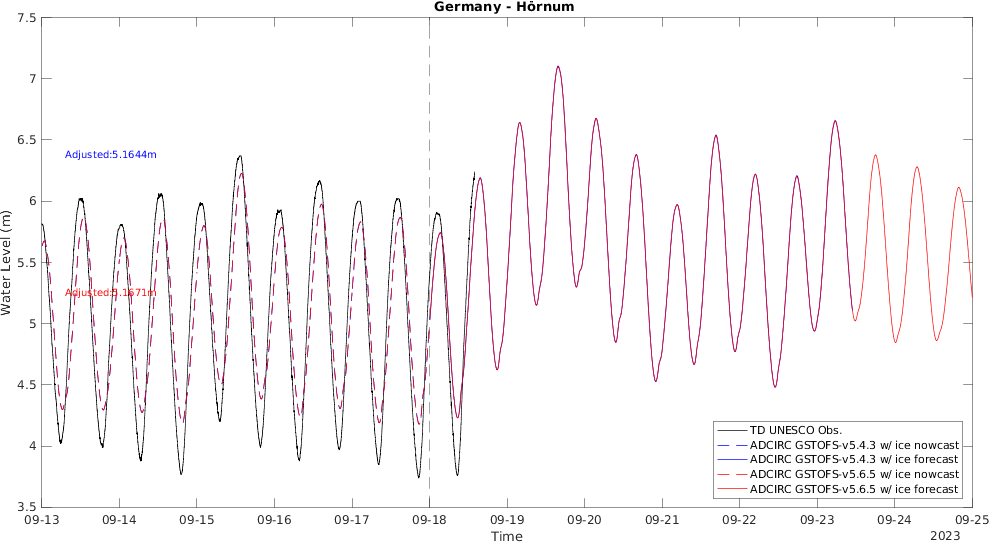 Germany - Hörnum
7.5
7
6.5
6
5.5
5
4.5
4
3.5
Water Level (m)
Adjusted:5.1644m
Adjusted:5.1671m
TD UNESCO Obs.
ADCIRC GSTOFS-v5.4.3 w/ ice nowcast
ADCIRC GSTOFS-v5.4.3 w/ ice forecast
ADCIRC GSTOFS-v5.6.5 w/ ice nowcast
ADCIRC GSTOFS-v5.6.5 w/ ice forecast
09-13 09-14 09-15 09-16 09-17 09-18 09-19 09-20 09-21 09-22 09-23 09-24 09-25
Time
2023